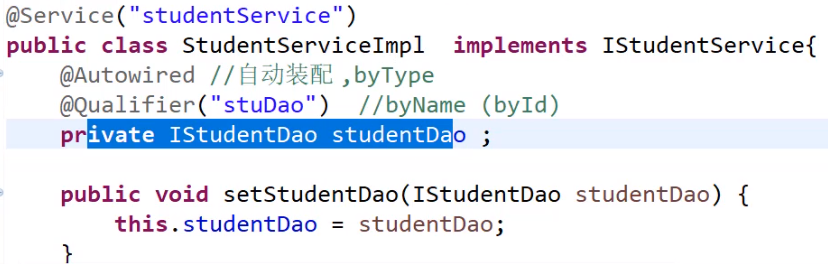 @Service("studentService")
public class StudentServiceImpl  implements IStudentService{
@Autowired //自动装配 ,byType
@Qualifier("stuDao")  //byName (byId)
private IStudentDao studentDao ;
public void setStudentDao(IStudentDao studentDao) {
this.studentDao = studentDao;
}